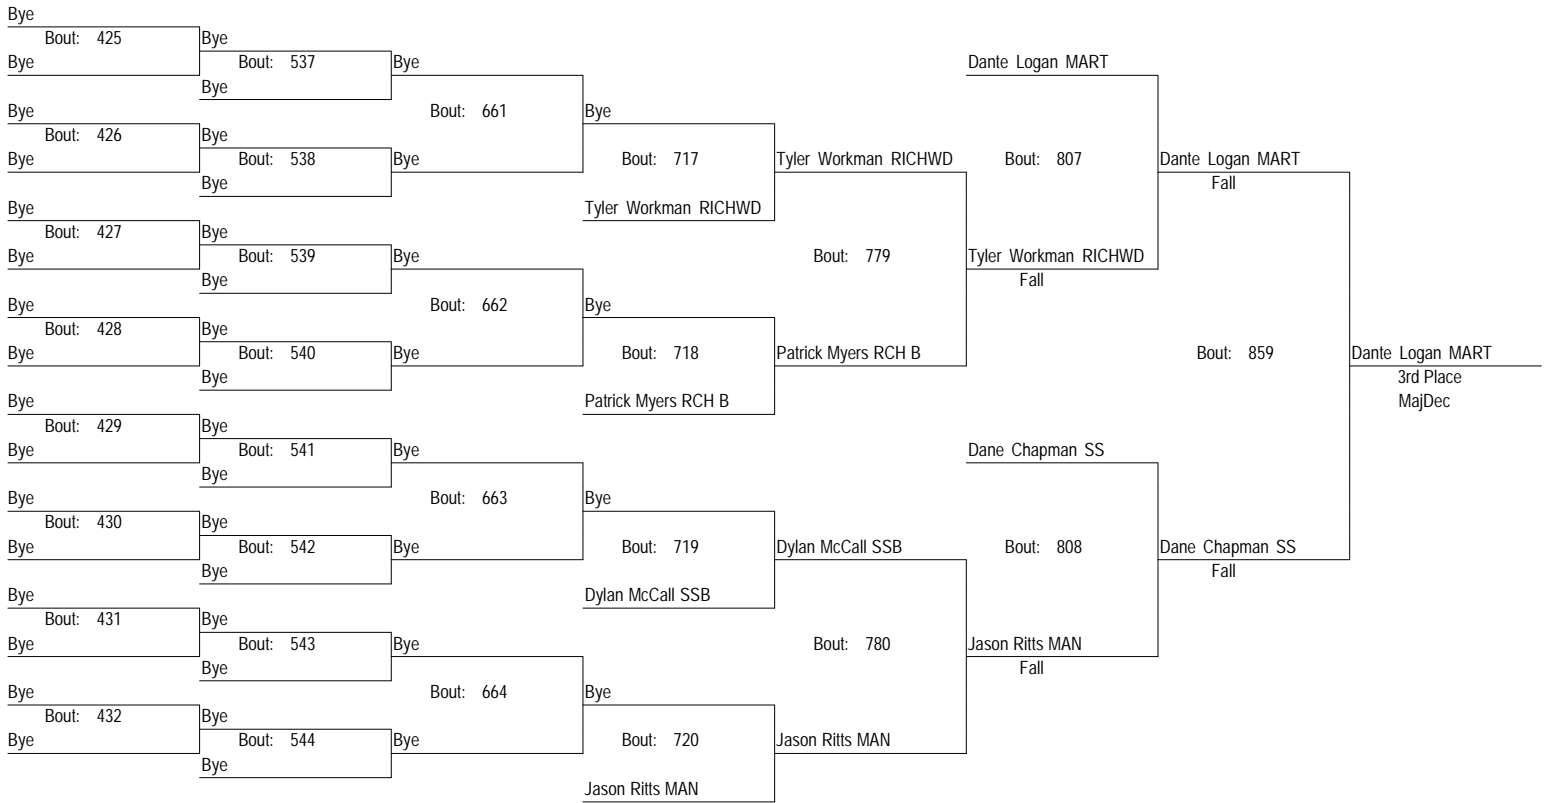 Bye
Bout: 425 Bye
Bye Bout: 537 Bye Dante Logan MART
Bye
Bye Bout: 661 Bye
Bout: 426 Bye
Bye Bout: 538 Bye Bout: 717 Tyler Workman RICHWD Bout: 807 Dante Logan MART
Bye Fall
Bye Tyler Workman RICHWD
Bout: 427 Bye
Bye Bout: 539 Bye Bout: 779 Tyler Workman RICHWD
Bye Fall
Bye Bout: 662 Bye
Bout: 428 Bye
Bye Bout: 540 Bye Bout: 718 Patrick Myers RCH B Bout: 859 Dante Logan MART
Bye 3rd Place
Bye Patrick Myers RCH B MajDec
Bout: 429 Bye
Bye Bout: 541 Bye Dane Chapman SS
Bye
Bye Bout: 663 Bye
Bout: 430 Bye
Bye Bout: 542 Bye Bout: 719 Dylan McCall SSB Bout: 808 Dane Chapman SS
Bye Fall
Bye Dylan McCall SSB
Bout: 431 Bye
Bye Bout: 543 Bye Bout: 780 Jason Ritts MAN
Bye Fall
Bye Bout: 664 Bye
Bout: 432 Bye
Bye Bout: 544 Bye Bout: 720 Jason Ritts MAN
Bye
Jason Ritts MAN